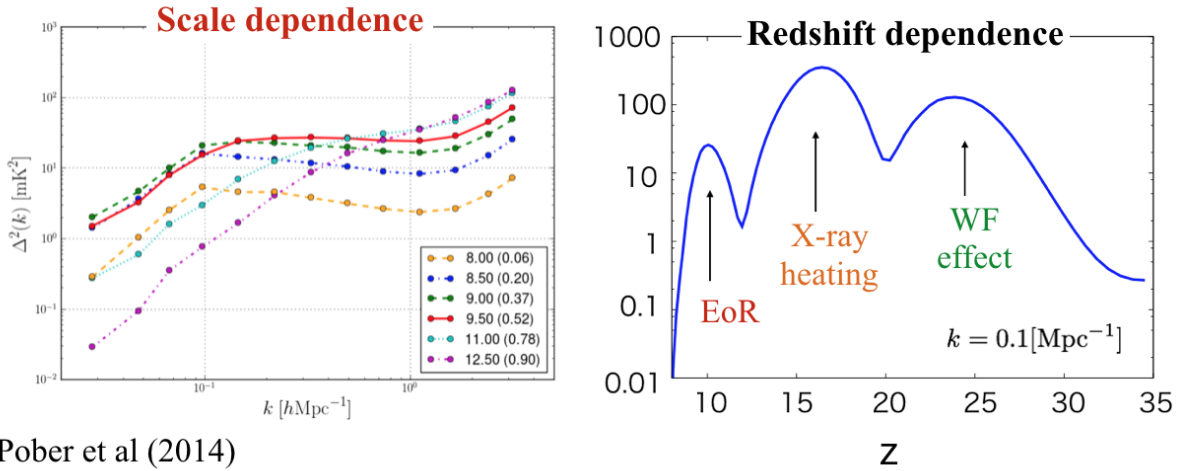 Scale dependence
10³
10²
10¹
10⁰
10⁻¹
10⁻²
Δ²(k) [mK²]
8.00 (0.06)
8.50 (0.20)
9.00 (0.37)
9.50 (0.52)
11.00 (0.78)
12.50 (0.90)
10⁻¹ 10⁰
k [hMpc⁻¹]
Pober et al (2014)
Redshift dependence
1000
100
10
1
0.1
0.01
EoR
X-ray
heating
WF
effect
k = 0.1[Mpc⁻¹]
10 15 20 25 30 35
z